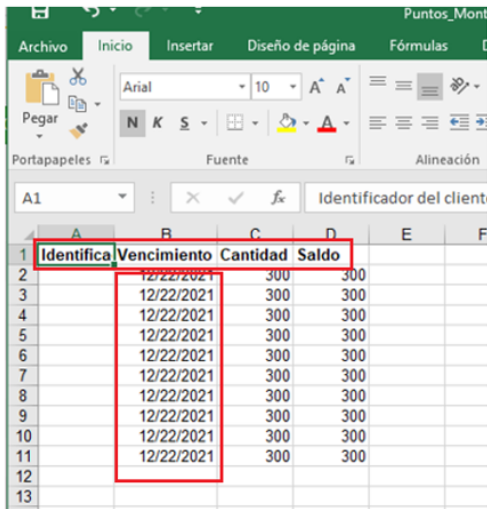 Puntos_Mont
Archivo Inicio Insertar Diseño de página Fórmulas D
Arial 10 A A
Pegar N K S A
Portapapeles Fuente Alineación
A1 fx Identificador del cliente
A B C D E F
1 Identifica Vencimiento Cantidad Saldo
2 12/22/2021 300 300
3 12/22/2021 300 300
4 12/22/2021 300 300
5 12/22/2021 300 300
6 12/22/2021 300 300
7 12/22/2021 300 300
8 12/22/2021 300 300
9 12/22/2021 300 300
10 12/22/2021 300 300
11 12/22/2021 300 300
12
13